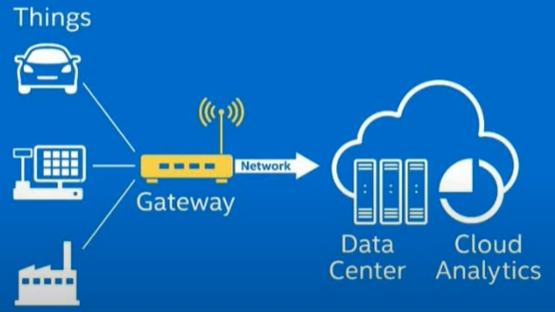 Things
Network
Gateway
Data
Center
Cloud
Analytics